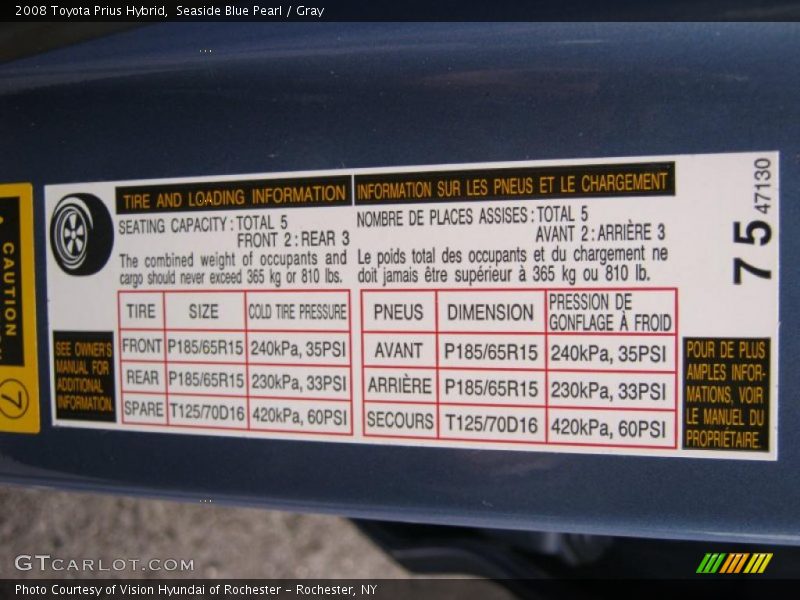 2008 Toyota Prius Hybrid, Seaside Blue Pearl / Gray
CAUTION
7
TIRE AND LOADING INFORMATION
SEATING CAPACITY : TOTAL 5
FRONT 2 : REAR 3
The combined weight of occupants and
cargo should never exceed 365 kg or 810 lbs.
TIRE SIZE COLD TIRE PRESSURE
FRONT P185/65R15 240kPa, 35PSI
REAR P185/65R15 230kPa, 33PSI
SPARE T125/70D16 420kPa, 60PSI
SEE OWNER'S
MANUAL FOR
ADDITIONAL
INFORMATION.
INFORMATION SUR LES PNEUS ET LE CHARGEMENT
NOMBRE DE PLACES ASSISES : TOTAL 5
AVANT 2 : ARRIÈRE 3
Le poids total des occupants et du chargement ne
doit jamais être supérieur à 365 kg ou 810 lb.
PNEUS DIMENSION PRESSION DE
GONFLAGE À FROID
AVANT P185/65R15 240kPa, 35PSI
ARRIÈRE P185/65R15 230kPa, 33PSI
SECOURS T125/70D16 420kPa, 60PSI
75 47130
POUR DE PLUS
AMPLES INFOR-
MATIONS, VOIR
LE MANUEL DU
PROPRIÉTAIRE.
GTCARLOT.COM
Photo Courtesy of Vision Hyundai of Rochester - Rochester, NY